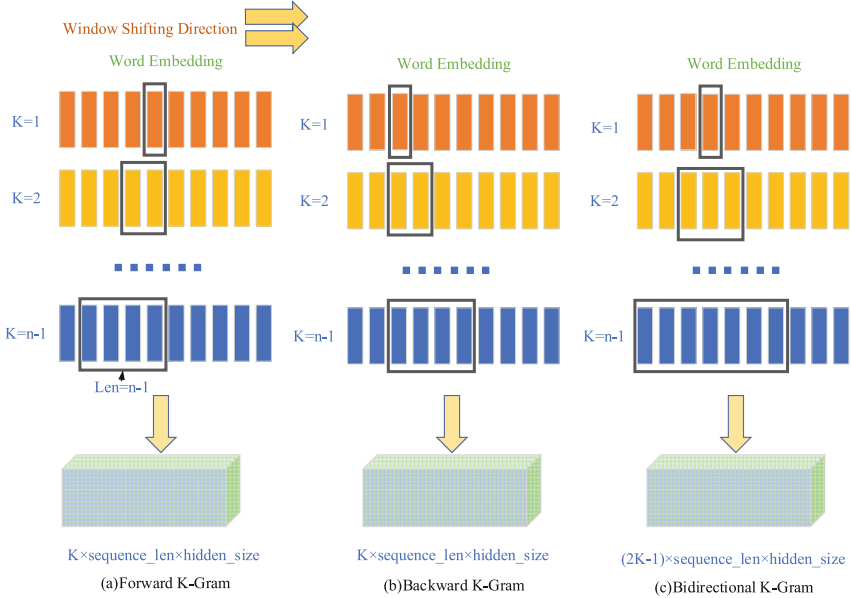 Window Shifting Direction
Word Embedding
K=1
K=2
K=n-1
Len=n-1
K×sequence_len×hidden_size
(a)Forward K-Gram
Word Embedding
K=1
K=2
K=n-1
K×sequence_len×hidden_size
(b)Backward K-Gram
Word Embedding
K=1
K=2
K=n-1
(2K-1)×sequence_len×hidden_size
(c)Bidirectional K-Gram